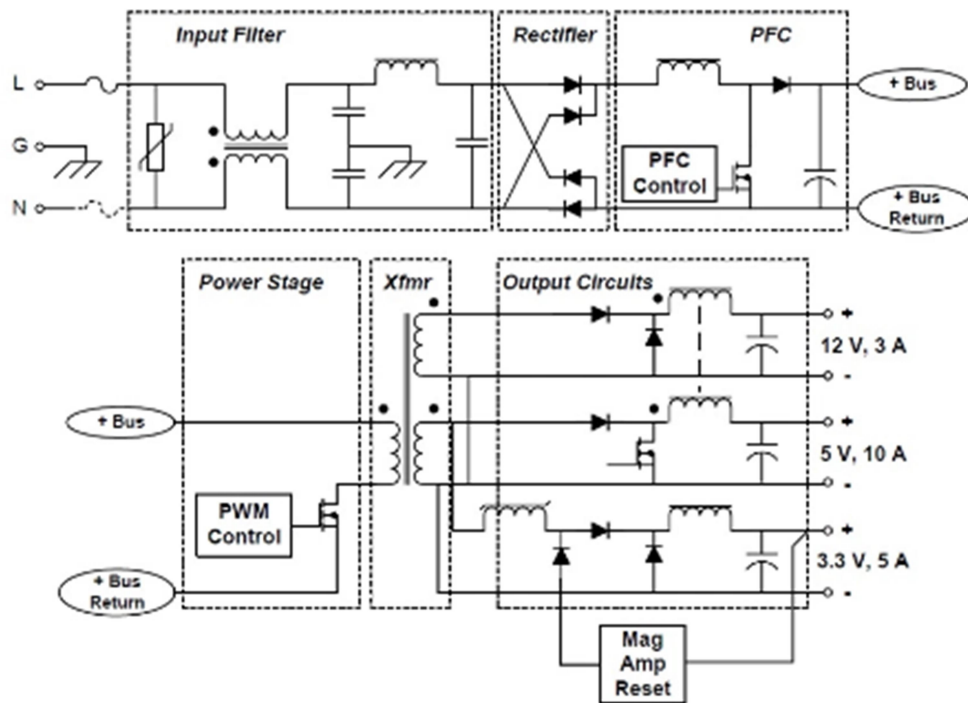 Input Filter
Rectifier
PFC
L
G
N
PFC
Control
+ Bus
+ Bus
Return
Power Stage
Xfmr
Output Circuits
+ Bus
PWM
Control
+ Bus
Return
+
12 V, 3 A
-
+
5 V, 10 A
-
+
3.3 V, 5 A
-
Mag
Amp
Reset